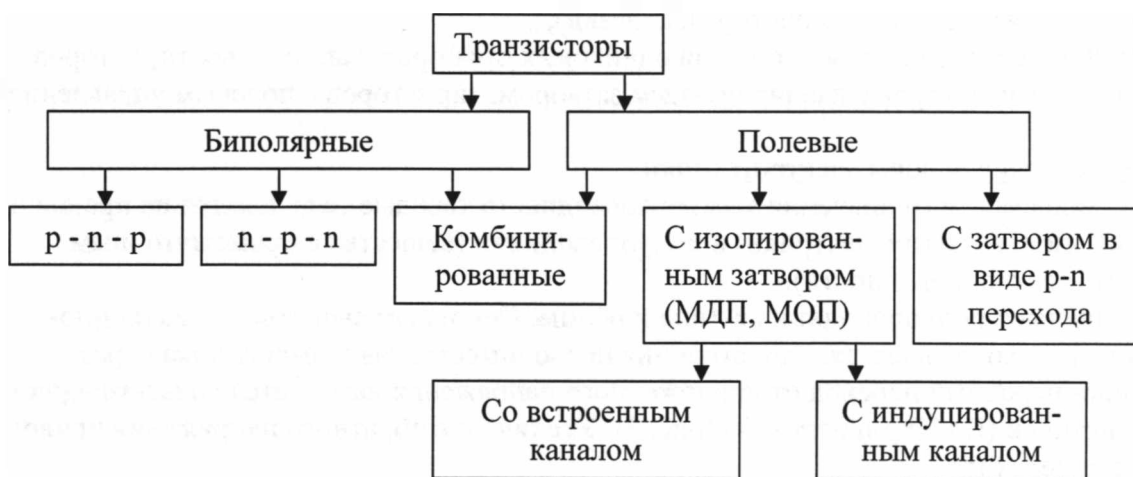 Транзисторы
Биполярные
Полевые
p - n - p
n - p - n
Комбини-
рованные
С изолирован-
ным затвором
(МДП, МОП)
С затвором в
виде p-n
перехода
Со встроенным
каналом
С индуцирован-
ным каналом